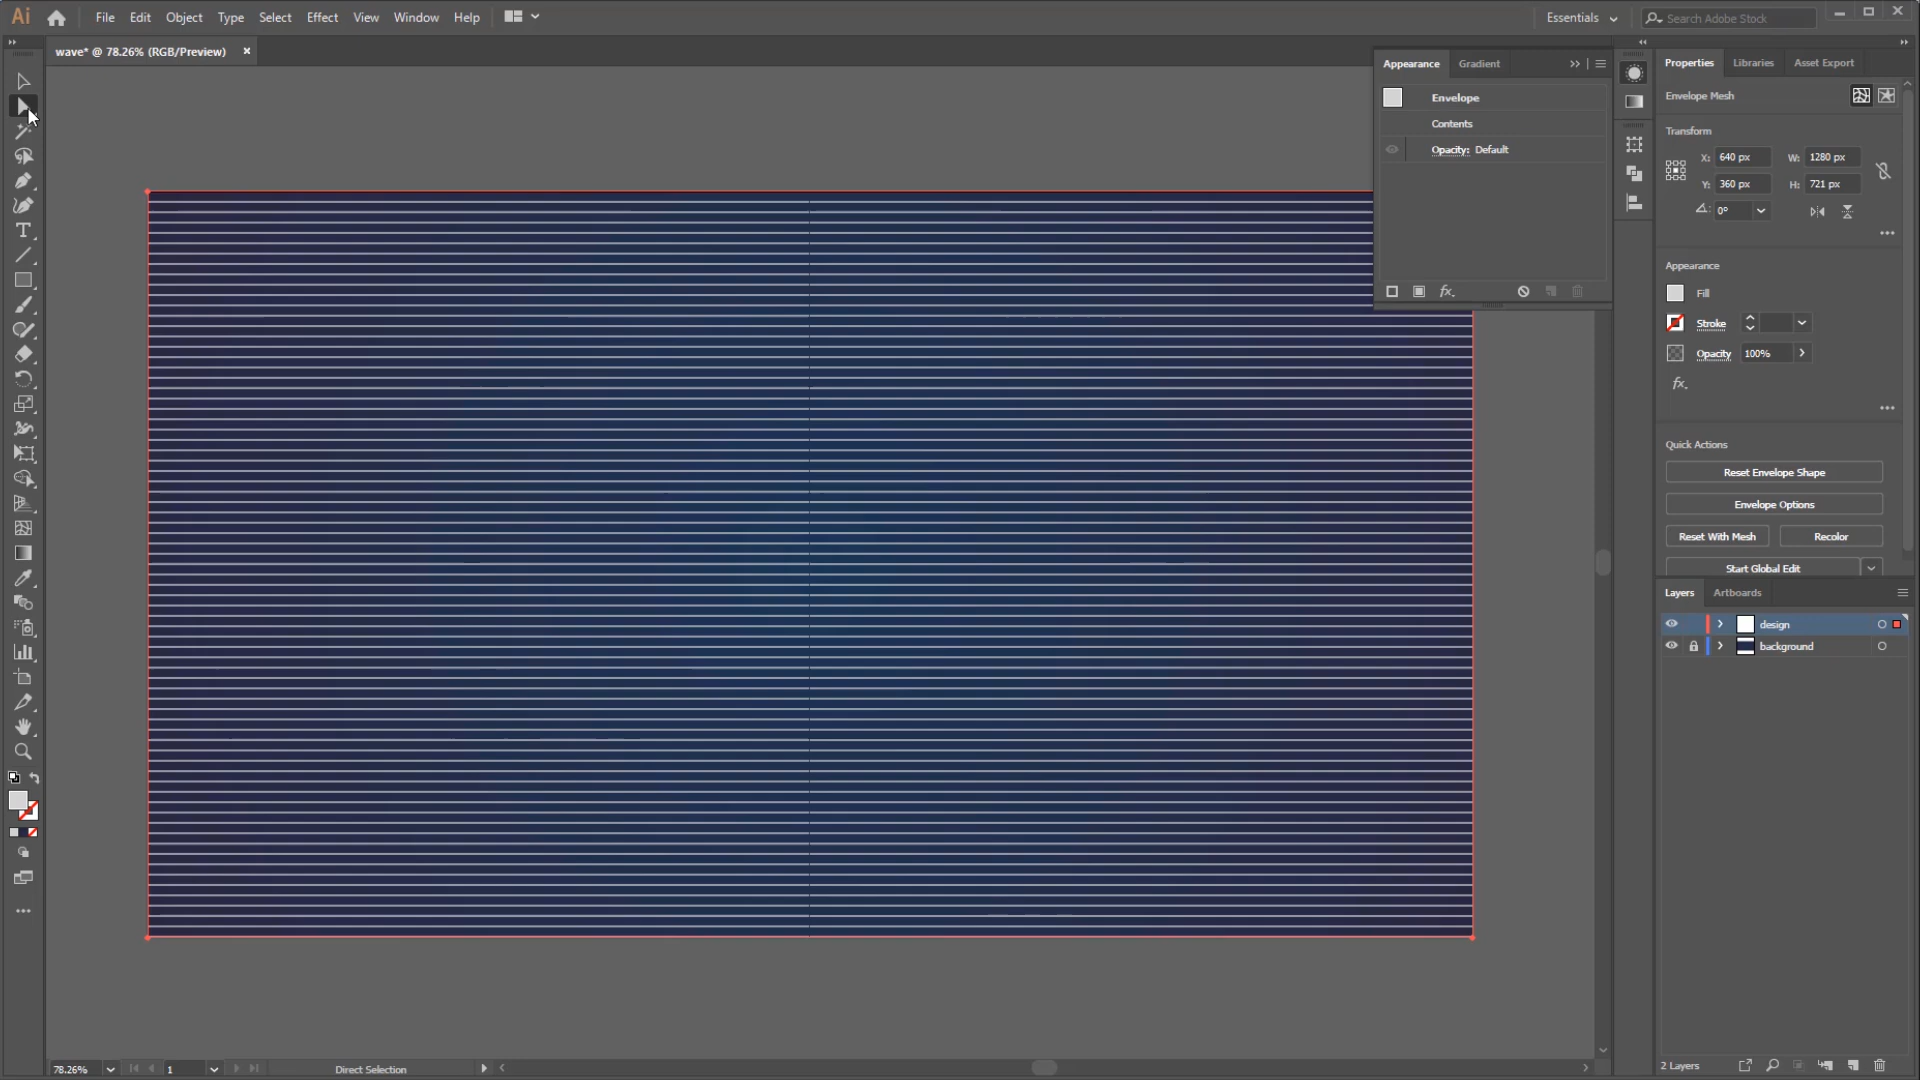 Ai File Edit Object Type Select Effect View Window Help Essentials Search Adobe Stock
wave* @ 78.26% (RGB/Preview) ×
Appearance Gradient
Envelope
Contents
Opacity: Default
fx.
Properties Libraries Asset Export
Envelope Mesh
Transform
X: 640 px W: 1280 px
Y: 360 px H: 721 px
0°
Appearance
Fill
Stroke
Opacity 100%
fx.
Quick Actions
Reset Envelope Shape
Envelope Options
Reset With Mesh Recolor
Start Global Edit
Layers Artboards
design
background
2 Layers
78.26% 1 Direct Selection